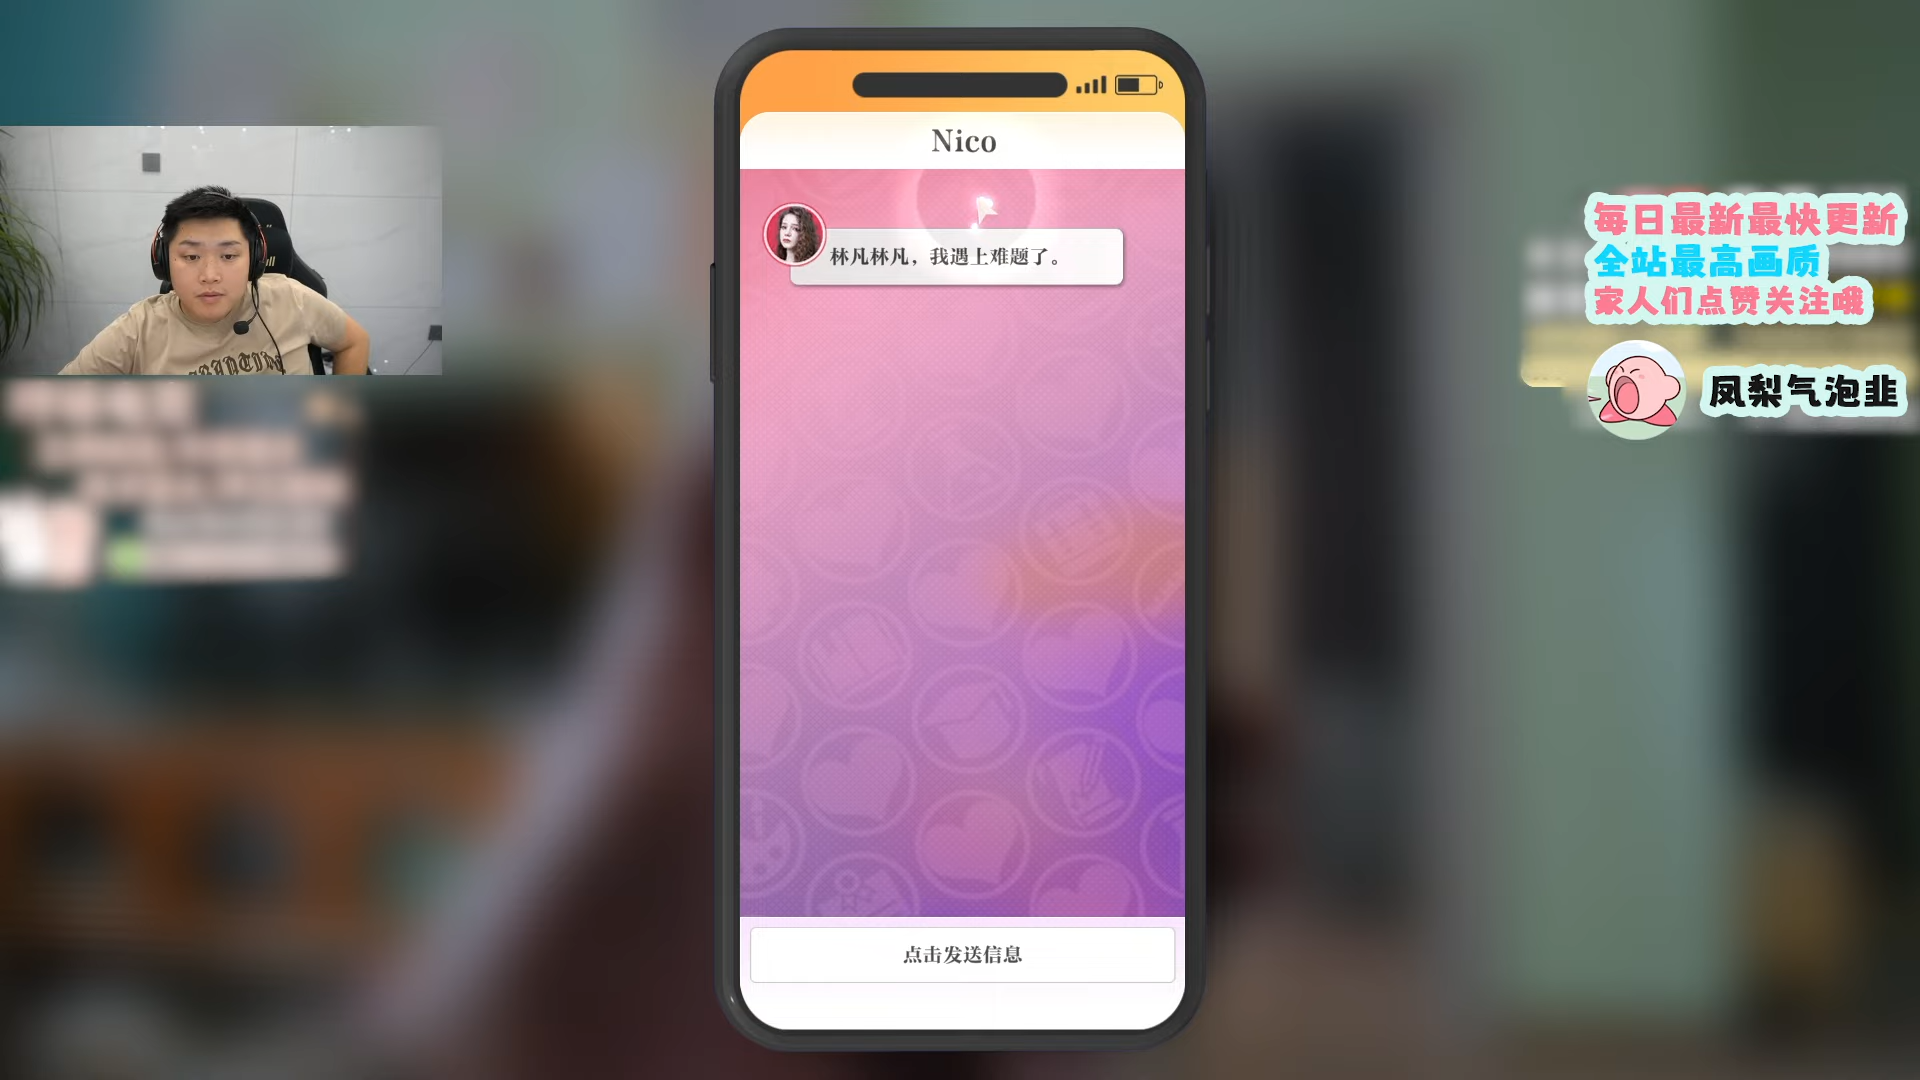 Nico
林凡林凡，我遇上难题了。
点击发送信息
每日最新最快更新
全站最高画质
家人们点赞关注哦
凤梨气泡韭